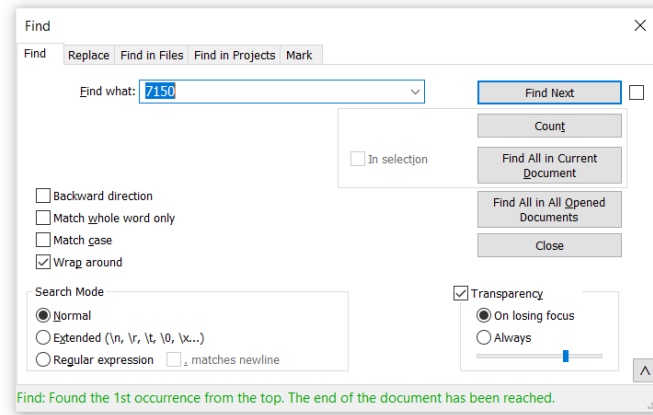 Find
Find Replace Find in Files Find in Projects Mark
Find what: 7150
Find Next
Count
In selection
Find All in Current
Document
Find All in All Opened
Documents
Close
Backward direction
Match whole word only
Match case
Wrap around
Search Mode
Normal
Extended (\n, \r, \t, \0, \x...)
Regular expression . matches newline
Transparency
On losing focus
Always
Find: Found the 1st occurrence from the top. The end of the document has been reached.